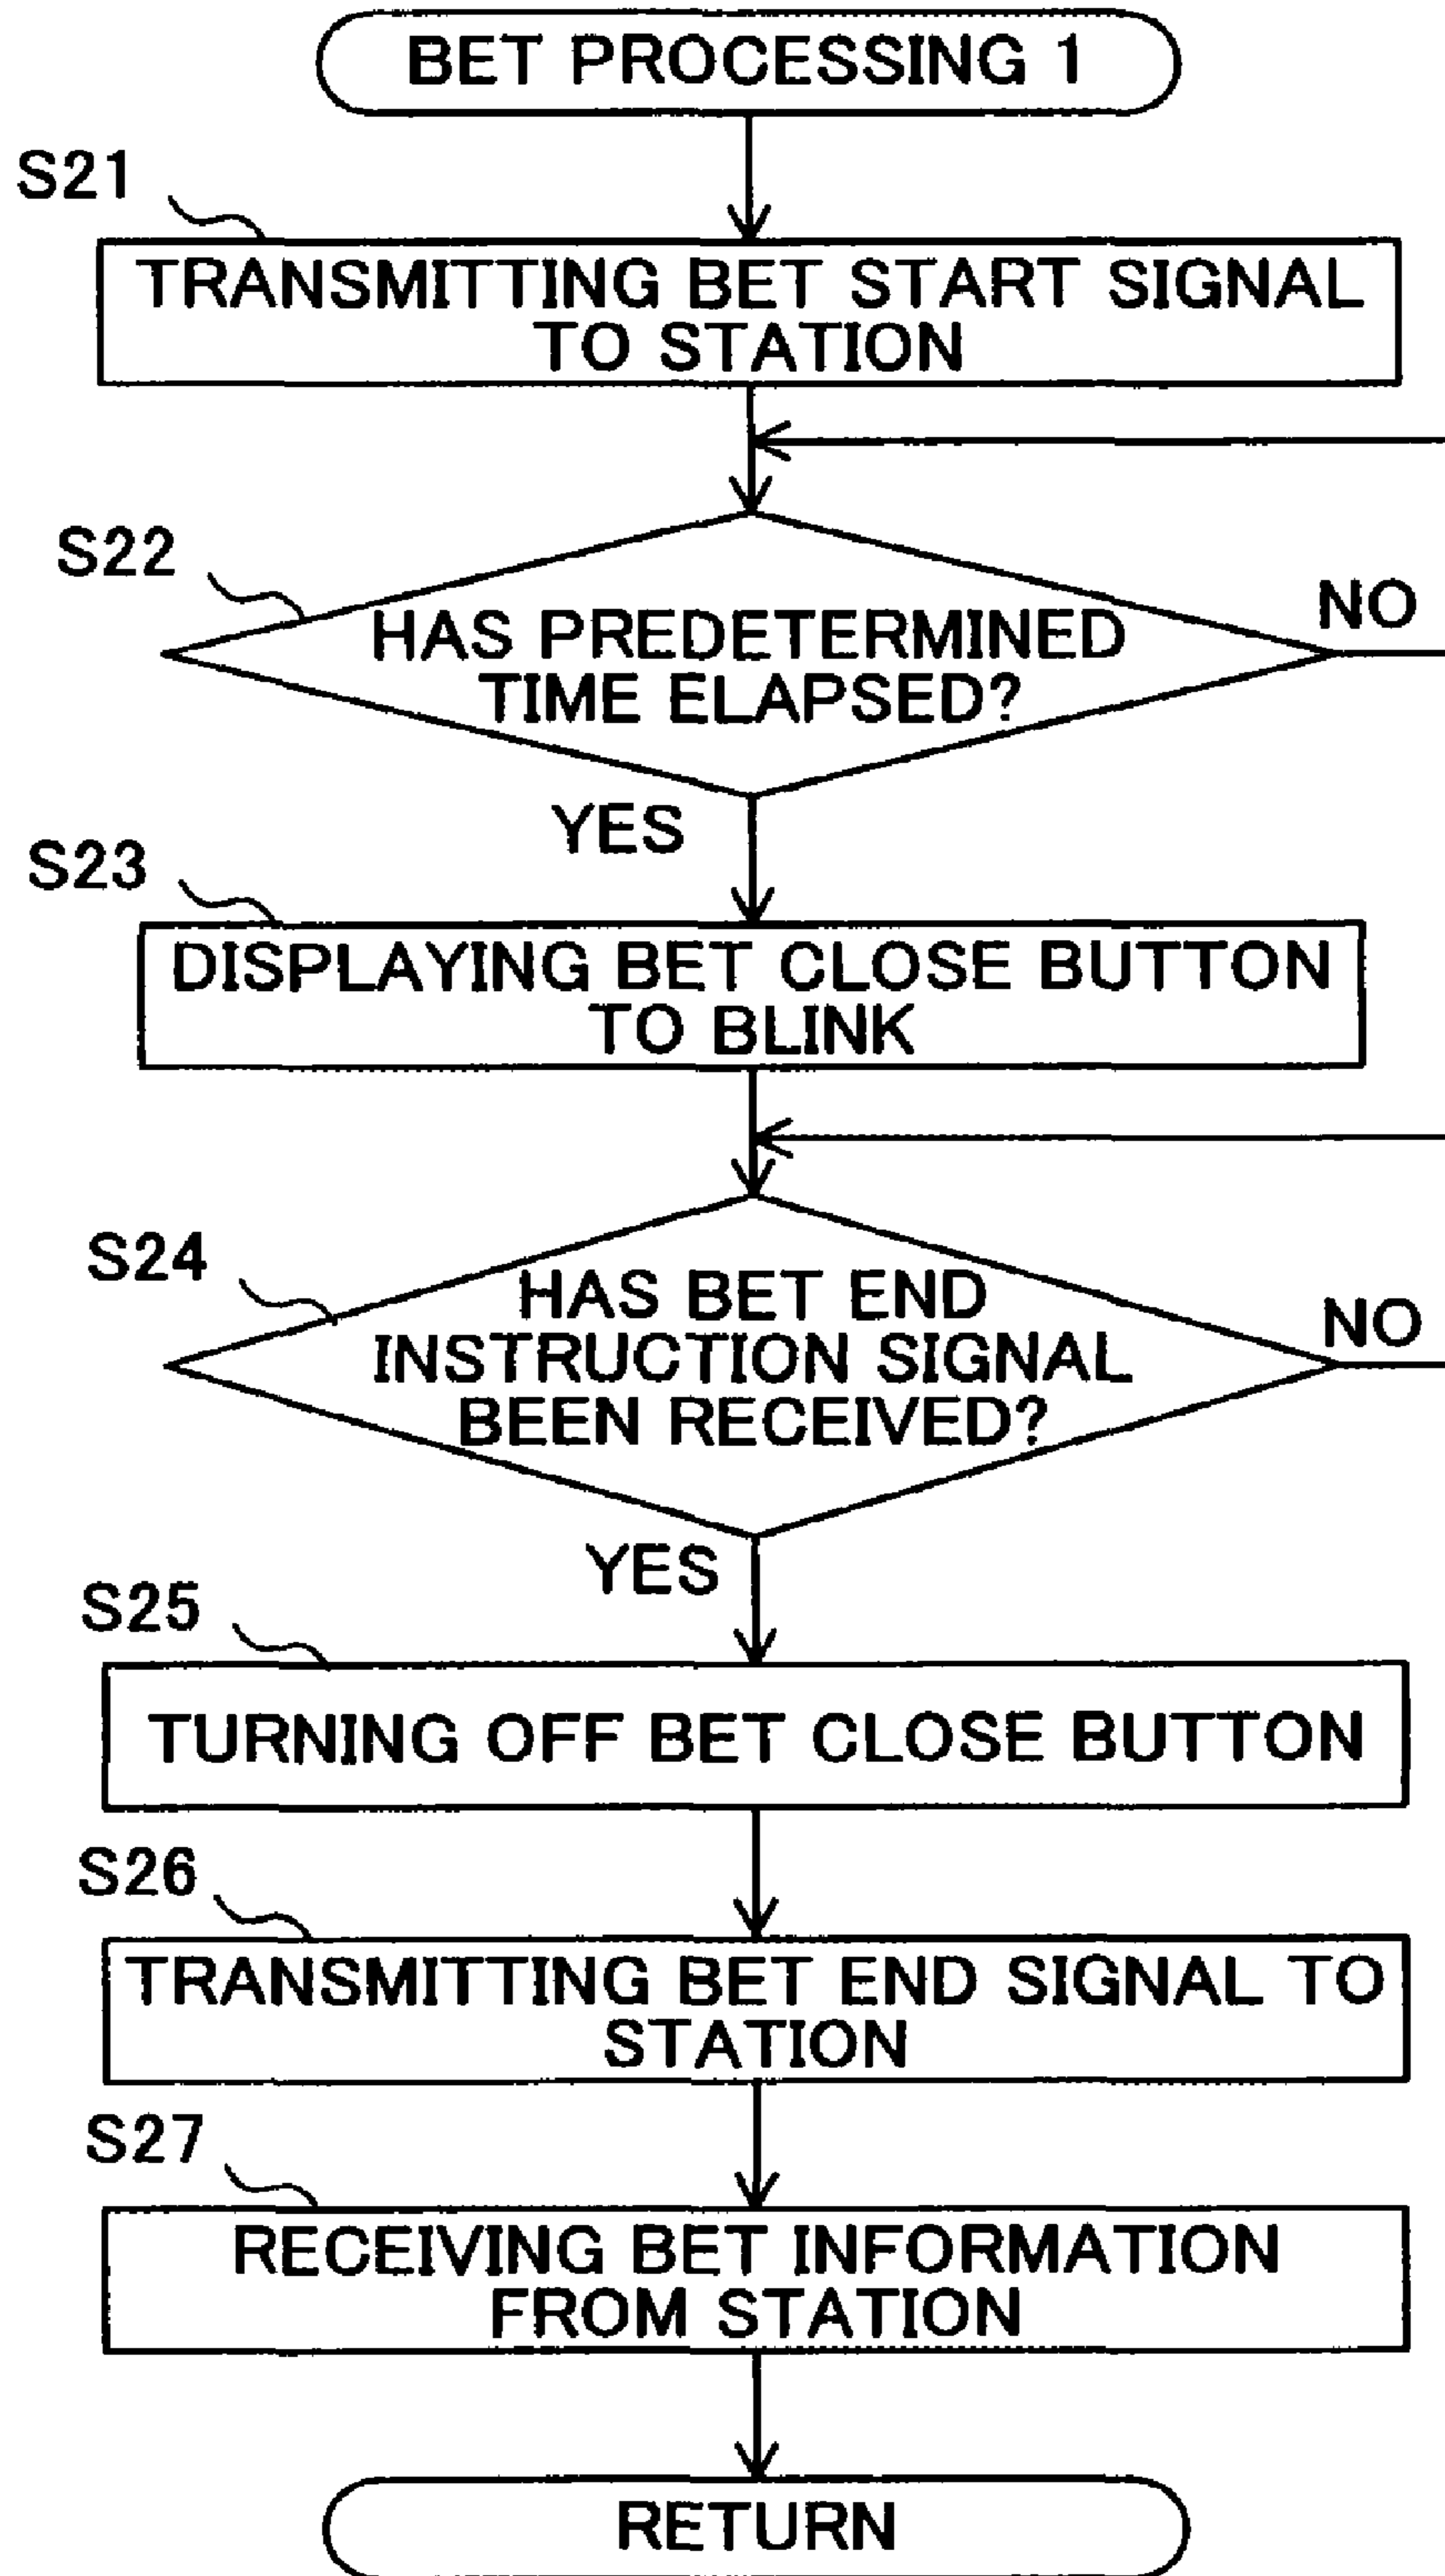 BET PROCESSING 1
S21
TRANSMITTING BET START SIGNAL
TO STATION
S22
HAS PREDETERMINED
TIME ELAPSED?
NO
YES
S23
DISPLAYING BET CLOSE BUTTON
TO BLINK
S24
HAS BET END
INSTRUCTION SIGNAL
BEEN RECEIVED?
NO
YES
S25
TURNING OFF BET CLOSE BUTTON
S26
TRANSMITTING BET END SIGNAL TO
STATION
S27
RECEIVING BET INFORMATION
FROM STATION
RETURN